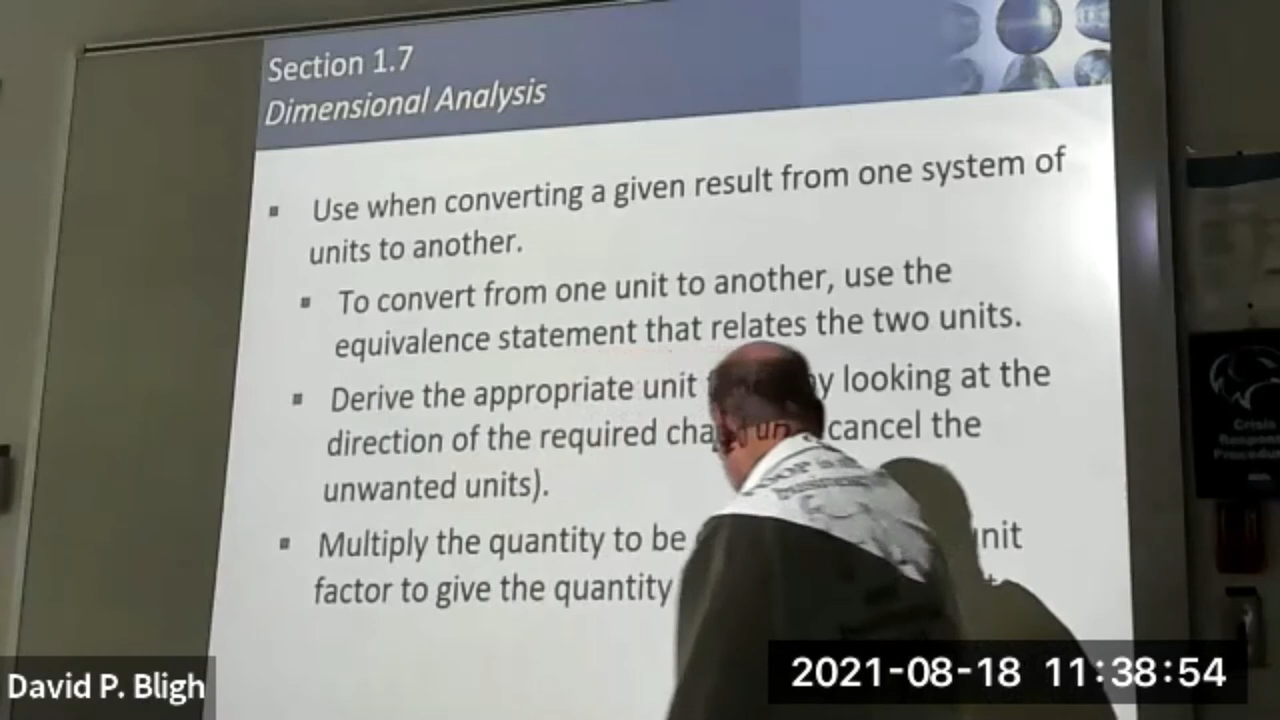 Section 1.7
Dimensional Analysis
▪ Use when converting a given result from one system of
units to another.
▪ To convert from one unit to another, use the
equivalence statement that relates the two units.
▪ Derive the appropriate unit looking at the
direction of the required cancel the
unwanted units).
▪ Multiply the quantity to be
factor to give the quantity
Crisis
Response
Procedures
David P. Bligh
2021-08-18 11:38:54